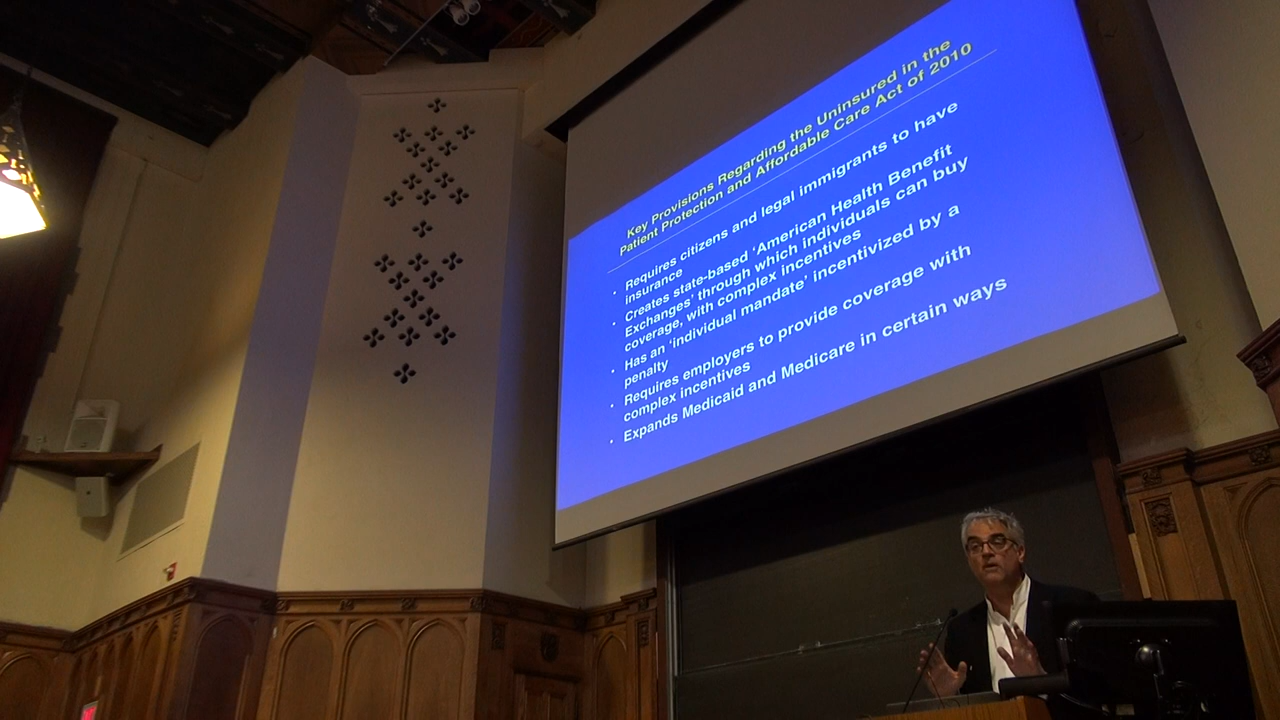 Key Provisions Regarding the Uninsured in the
Patient Protection and Affordable Care Act of 2010
• Requires citizens and legal immigrants to have
insurance
• Creates state-based ‘American Health Benefit
Exchanges’ through which individuals can buy
coverage, with complex incentives
• Has an ‘individual mandate’ incentivized by a
penalty
• Requires employers to provide coverage with
complex incentives
• Expands Medicaid and Medicare in certain ways